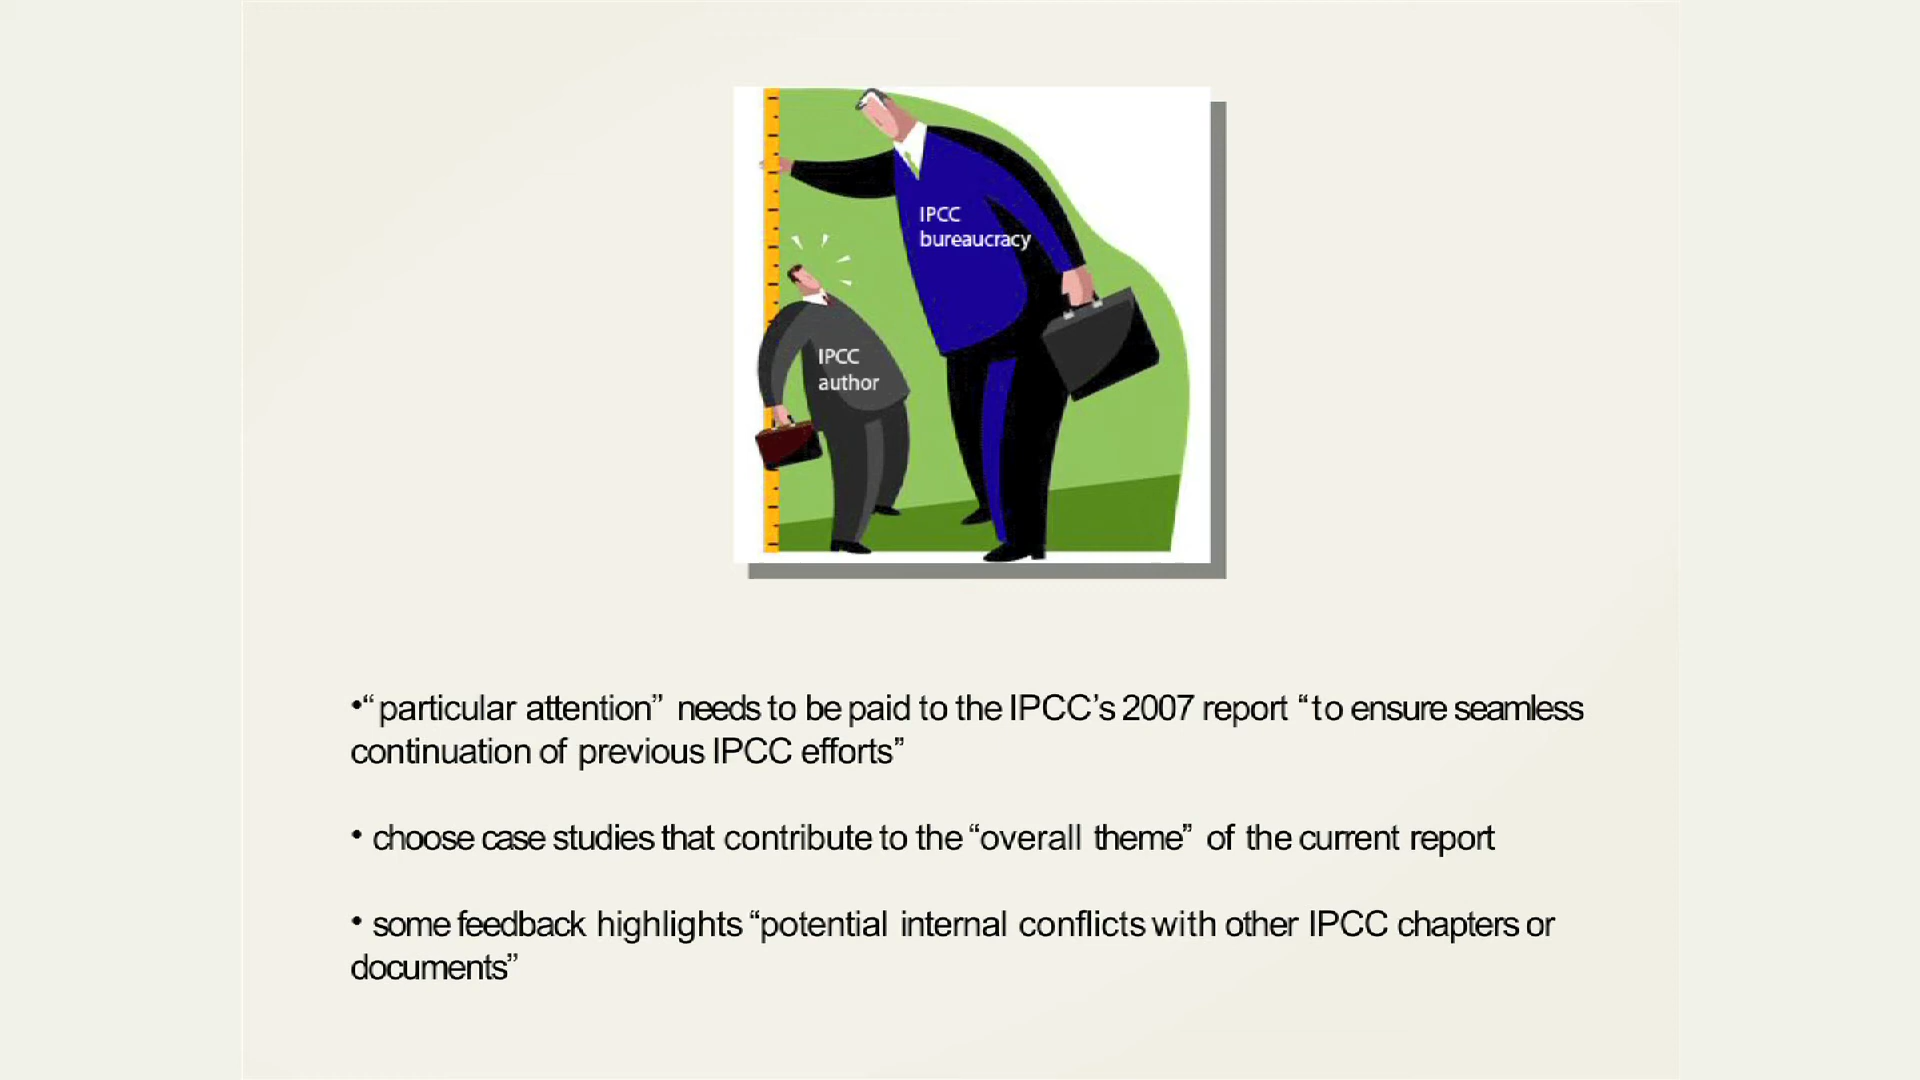 IPCC
bureaucracy
IPCC
author
•“particular attention” needs to be paid to the IPCC’s 2007 report “to ensure seamless
continuation of previous IPCC efforts”
• choose case studies that contribute to the “overall theme” of the current report
• some feedback highlights “potential internal conflicts with other IPCC chapters or
documents”